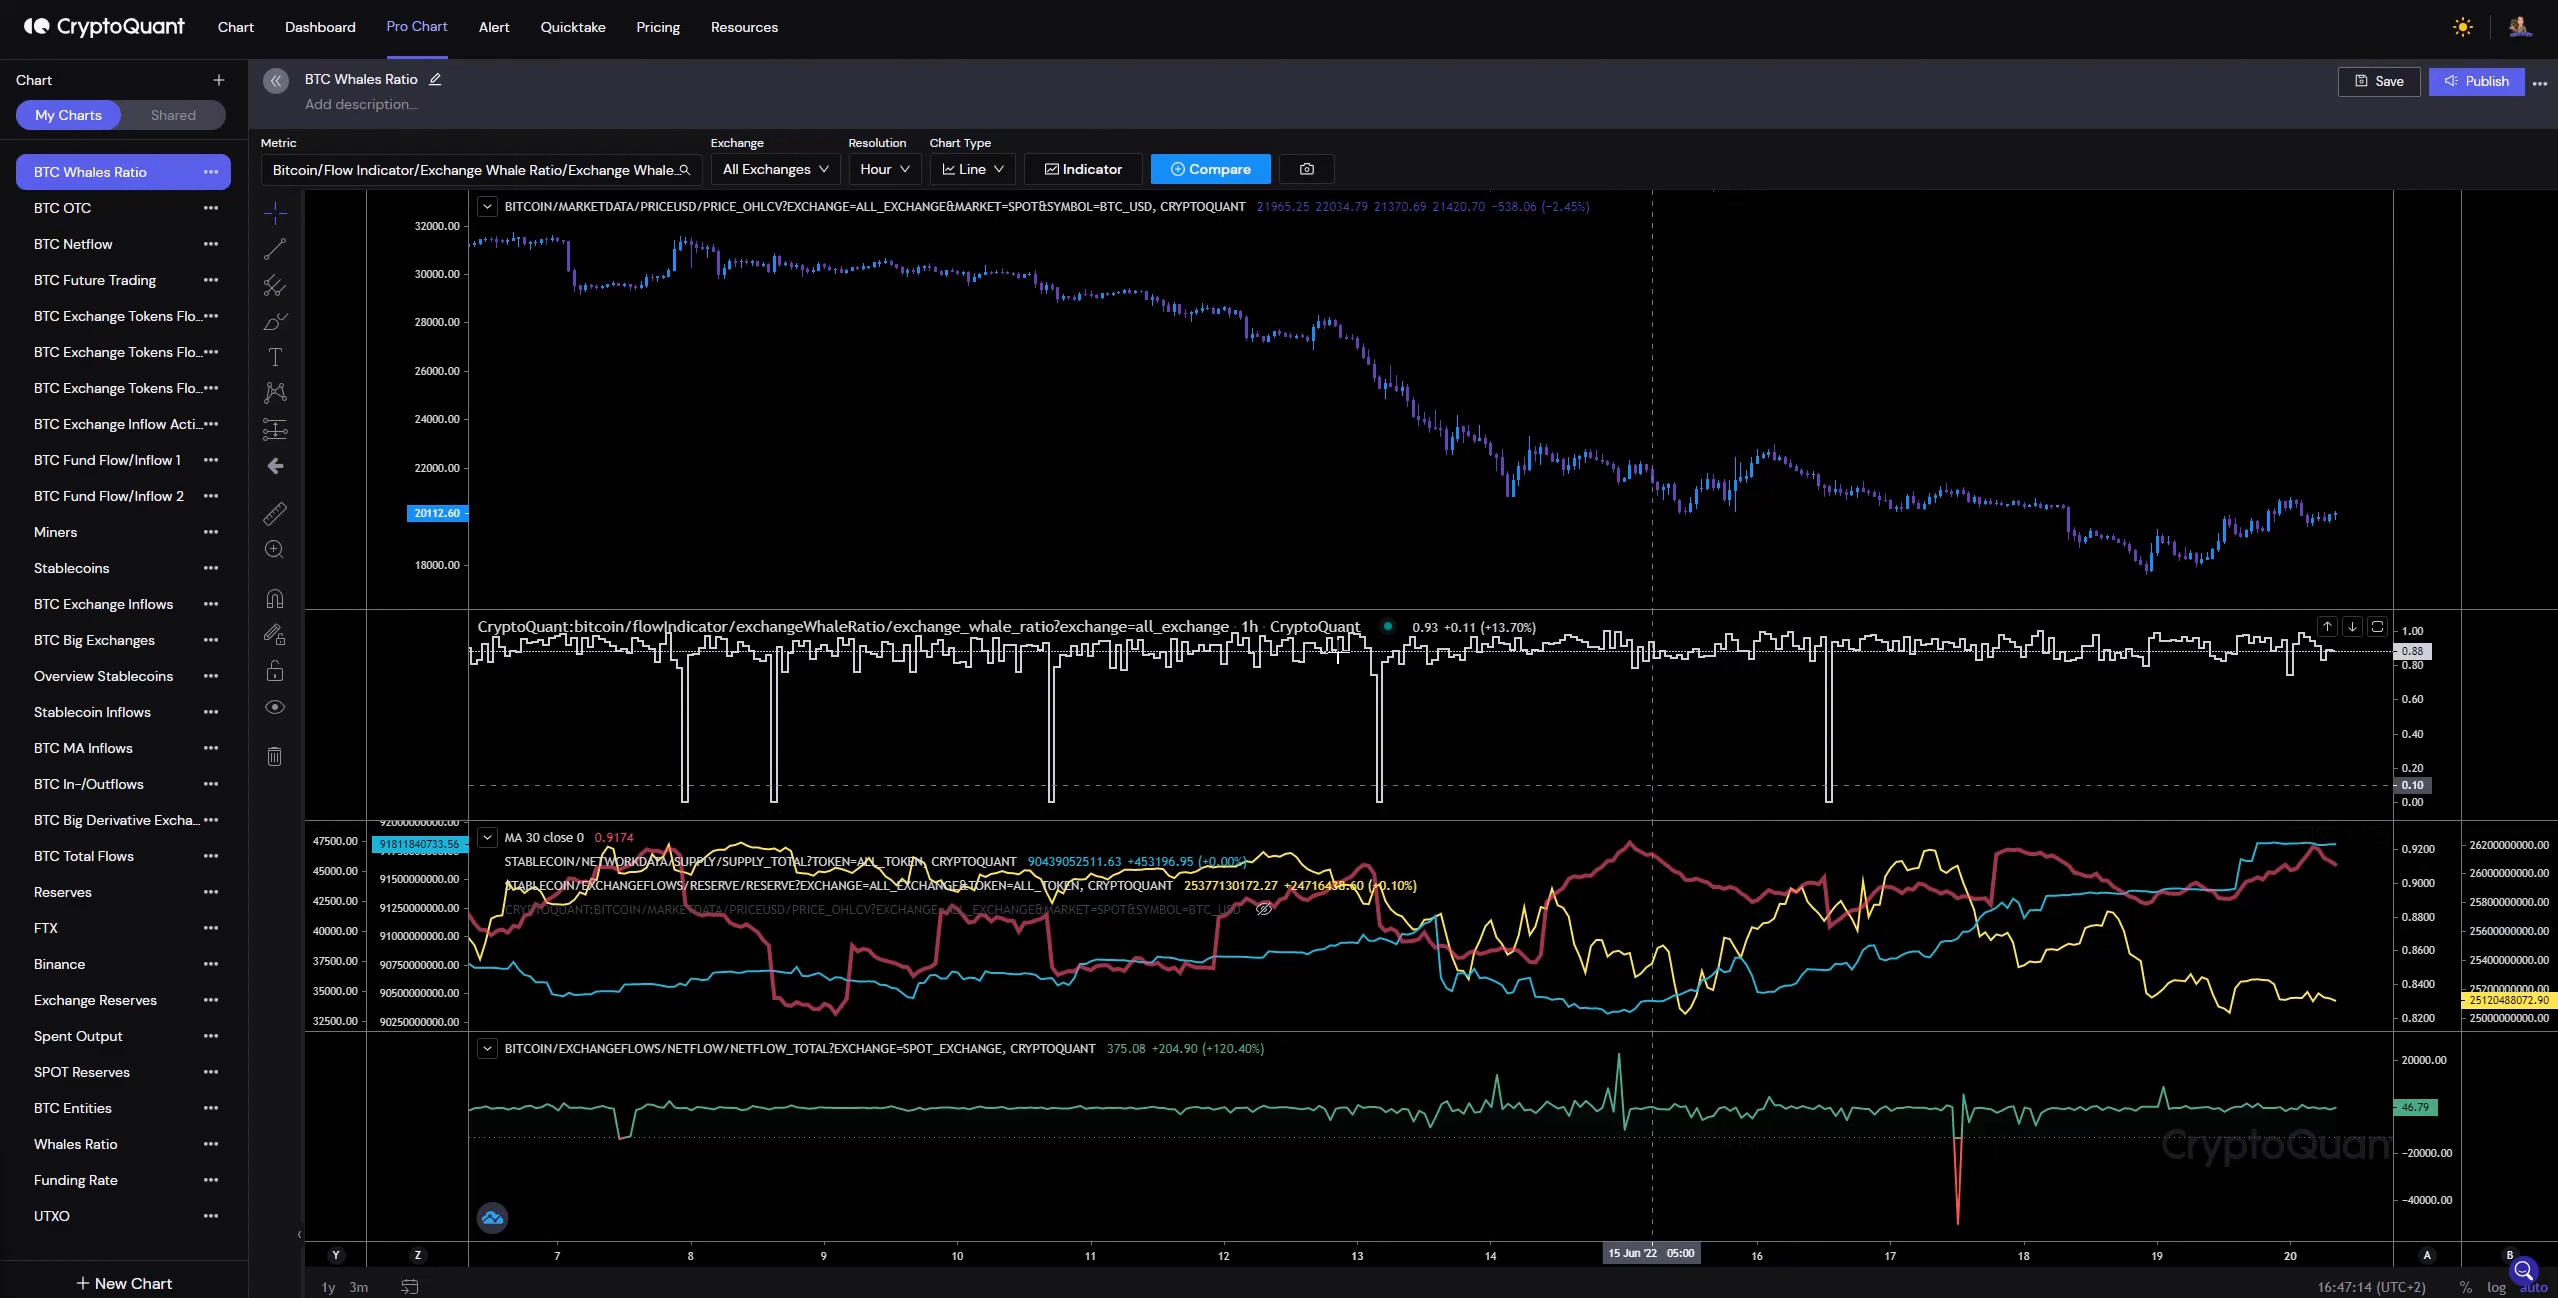 CryptoQuant
Chart
Dashboard
Pro Chart
Alert
Quicktake
Pricing
Resources
Chart
My Charts
Shared
BTC Whales Ratio
BTC OTC
BTC Netflow
BTC Future Trading
BTC Exchange Tokens Flo...
BTC Exchange Tokens Flo...
BTC Exchange Tokens Flo...
BTC Exchange Inflow Acti...
BTC Fund Flow/Inflow 1
BTC Fund Flow/Inflow 2
Miners
Stablecoins
BTC Exchange Inflows
BTC Big Exchanges
Overview Stablecoins
Stablecoin Inflows
BTC MA Inflows
BTC In-/Outflows
BTC Big Derivative Excha...
BTC Total Flows
Reserves
FTX
Binance
Exchange Reserves
Spent Output
SPOT Reserves
BTC Entities
Whales Ratio
Funding Rate
UTXO
+ New Chart
BTC Whales Ratio
Add description...
Save
Publish
Metric
Exchange
Resolution
Chart Type
Bitcoin/Flow Indicator/Exchange Whale Ratio/Exchange Whale...
All Exchanges
Hour
Line
Indicator
Compare
BITCOIN/MARKETDATA/PRICEUSD/PRICE_OHLCV?EXCHANGE=ALL_EXCHANGE&MARKET=SPOT&SYMBOL=BTC_USD, CRYPTOQUANT 21965.25 22034.79 21370.69 21420.70 −538.06 (−2.45%)
32000.00
30000.00
28000.00
26000.00
24000.00
22000.00
20112.60
18000.00
CryptoQuant:bitcoin/flowIndicator/exchangeWhaleRatio/exchange_whale_ratio?exchange=all_exchange · 1h · CryptoQuant 0.93 +0.11 (+13.70%)
1.00
0.88
0.80
0.60
0.40
0.20
0.10
0.00
MA 30 close 0 0.9174
STABLECOIN/NETWORKDATA/SUPPLY/SUPPLY_TOTAL?TOKEN=ALL_TOKEN, CRYPTOQUANT 90439052511.63 +453196.95 (+0.00%)
STABLECOIN/EXCHANGEFLOWS/RESERVE/RESERVE?EXCHANGE=ALL_EXCHANGE&TOKEN=ALL_TOKEN, CRYPTOQUANT 25377130172.27 +24716438.60 (+0.10%)
CRYPTOQUANT:BITCOIN/MARKETDATA/PRICEUSD/PRICE_OHLCV?EXCHANGE=ALL_EXCHANGE&MARKET=SPOT&SYMBOL=BTC_USD
47500.00
45000.00
42500.00
40000.00
37500.00
35000.00
32500.00
92000000000.00
91811840733.56
91500000000.00
91250000000.00
91000000000.00
90750000000.00
90500000000.00
90250000000.00
0.9200
0.9000
0.8800
0.8600
0.8400
0.8200
26200000000.00
26000000000.00
25800000000.00
25600000000.00
25400000000.00
25200000000.00
25120488072.90
25000000000.00
BITCOIN/EXCHANGEFLOWS/NETFLOW/NETFLOW_TOTAL?EXCHANGE=SPOT_EXCHANGE, CRYPTOQUANT 375.08 +204.90 (+120.40%)
20000.00
46.79
−20000.00
−40000.00
CryptoQuant
Y Z 7 8 9 10 11 12 13 14 15 Jun '22 05:00 16 17 18 19 20 A B
1y 3m
16:47:14 (UTC+2) % log auto